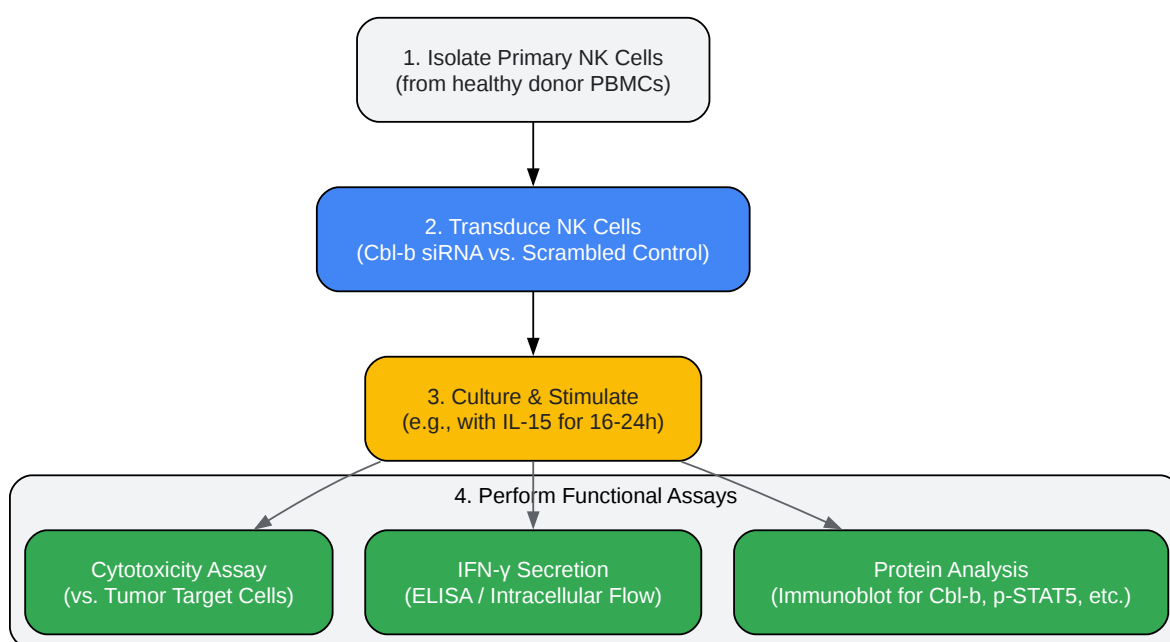 1. Isolate Primary NK Cells
(from healthy donor PBMCs)
2. Transduce NK Cells
(Cbl-b siRNA vs. Scrambled Control)
3. Culture & Stimulate
(e.g., with IL-15 for 16-24h)
4. Perform Functional Assays
Cytotoxicity Assay
(vs. Tumor Target Cells)
IFN-γ Secretion
(ELISA / Intracellular Flow)
Protein Analysis
(Immunoblot for Cbl-b, p-STAT5, etc.)